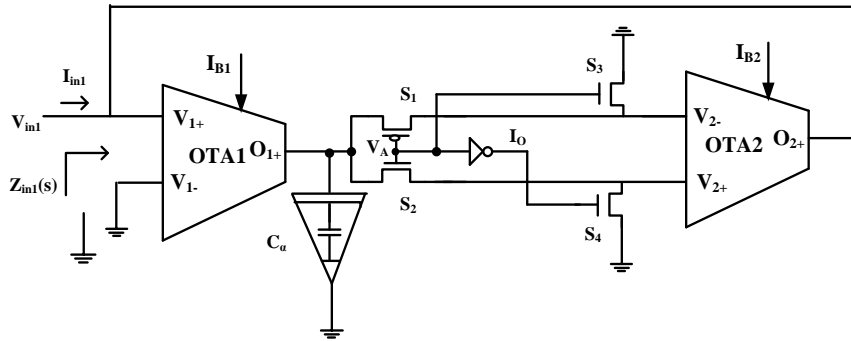 I_in1
V_in1
Z_in1(s)
I_B1
V_1+
V_1-
OTA1
O_1+
C_α
S_1
V_A
S_2
I_O
S_3
S_4
I_B2
V_2-
V_2+
OTA2
O_2+